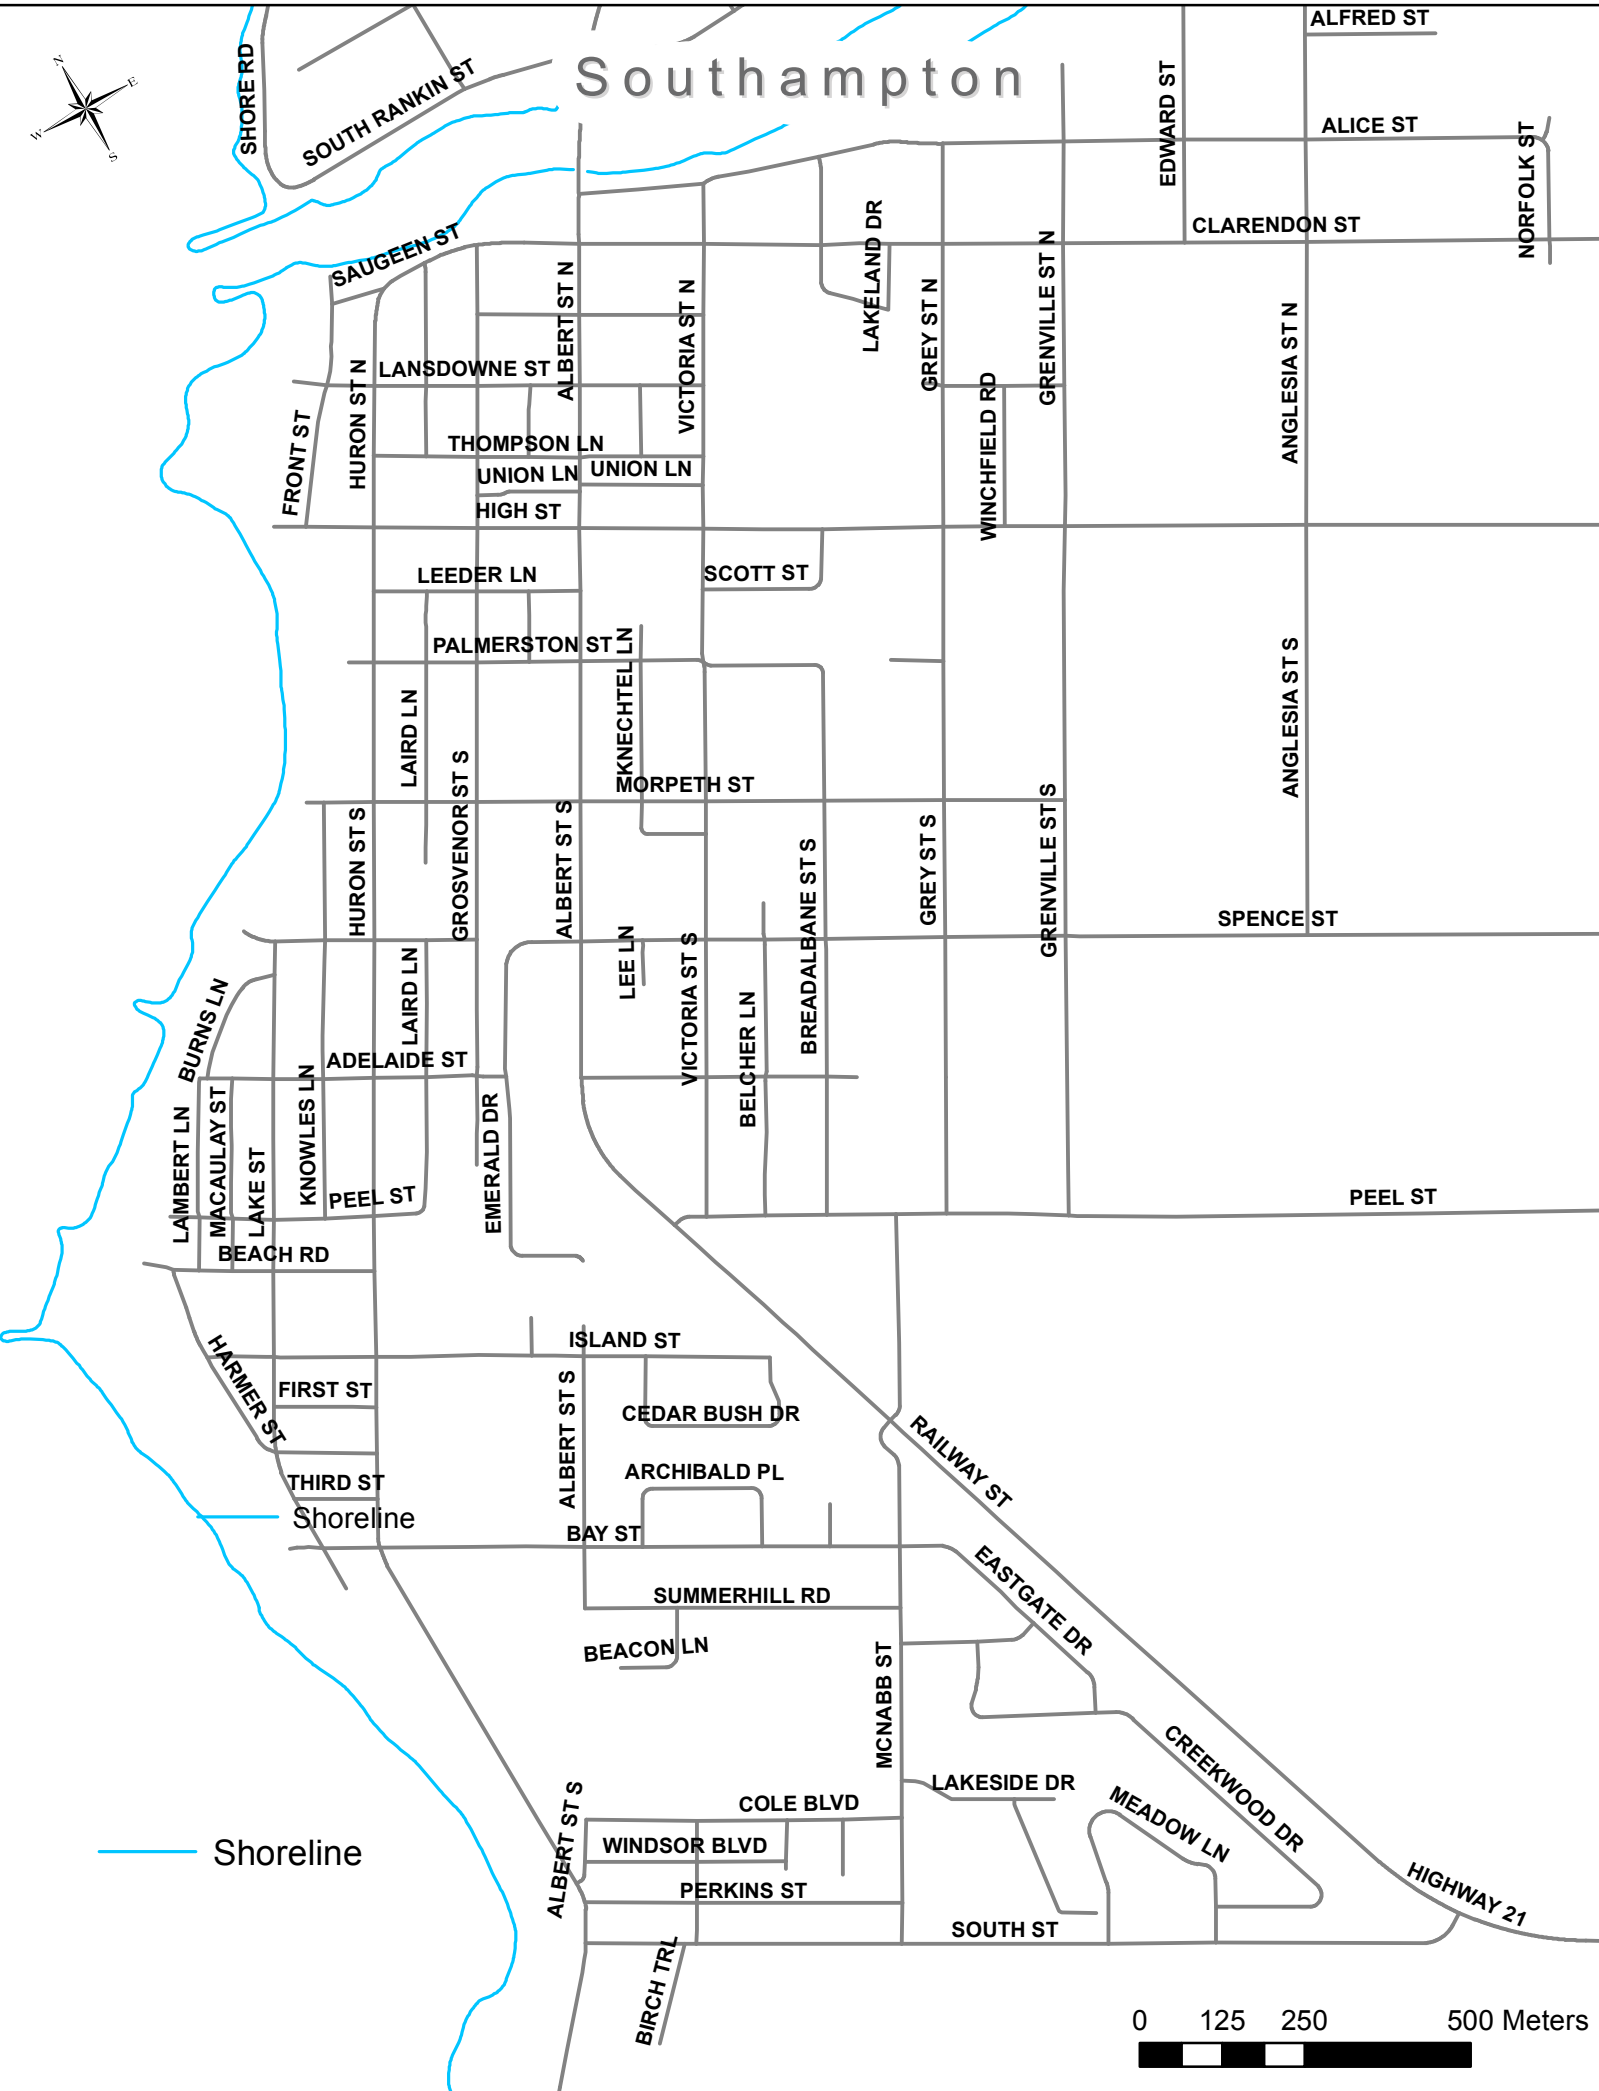 ALFRED ST
N
E
W
S
SHORE RD
SOUTH RANKIN ST
Southampton
EDWARD ST
ALICE ST
NORFOLK ST
CLARENDON ST
SAUGEEN ST
LAKELAND DR
ALBERT ST N
VICTORIA ST N
GREY ST N
GRENVILLE ST N
ANGLESIA ST N
HURON ST N
LANSDOWNE ST
WINCHFIELD RD
FRONT ST
THOMPSON LN
UNION LN
UNION LN
HIGH ST
LEEDER LN
SCOTT ST
PALMERSTON ST
KNECHTEL LN
LAIRD LN
ANGLESIA ST S
MORPETH ST
HURON ST S
GROSVENOR ST S
ALBERT ST S
GREY ST S
GRENVILLE ST S
BREADALBANE ST S
SPENCE ST
LEE LN
VICTORIA ST S
BURNS LN
LAIRD LN
BELCHER LN
ADELAIDE ST
LAMBERT LN
MACAULAY ST
LAKE ST
KNOWLES LN
EMERALD DR
PEEL ST
PEEL ST
BEACH RD
HARMER ST
ISLAND ST
FIRST ST
ALBERT ST S
CEDAR BUSH DR
RAILWAY ST
ARCHIBALD PL
THIRD ST
Shoreline
BAY ST
EASTGATE DR
SUMMERHILL RD
BEACON LN
MCNABB ST
CREEKWOOD DR
LAKESIDE DR
MEADOW LN
COLE BLVD
ALBERT ST S
WINDSOR BLVD
Shoreline
PERKINS ST
HIGHWAY 21
SOUTH ST
BIRCH TRL
0 125 250 500 Meters